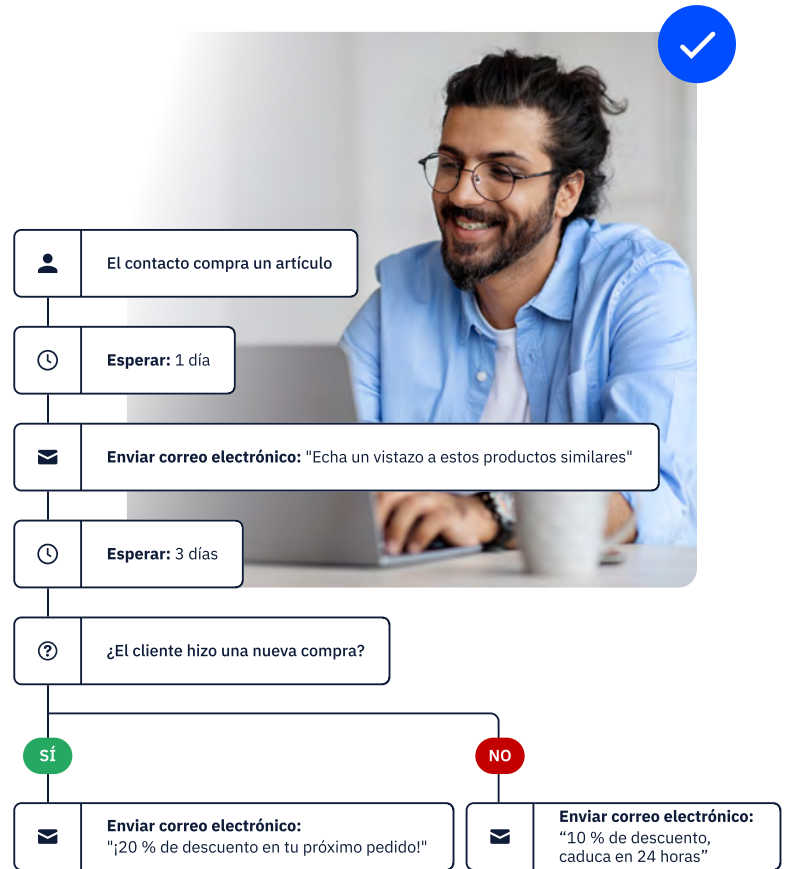 El contacto compra un artículo
Esperar: 1 día
Enviar correo electrónico: "Echa un vistazo a estos productos similares"
Esperar: 3 días
¿El cliente hizo una nueva compra?
SÍ
NO
Enviar correo electrónico:
"¡20 % de descuento en tu próximo pedido!"
Enviar correo electrónico:
“10 % de descuento,
caduca en 24 horas”